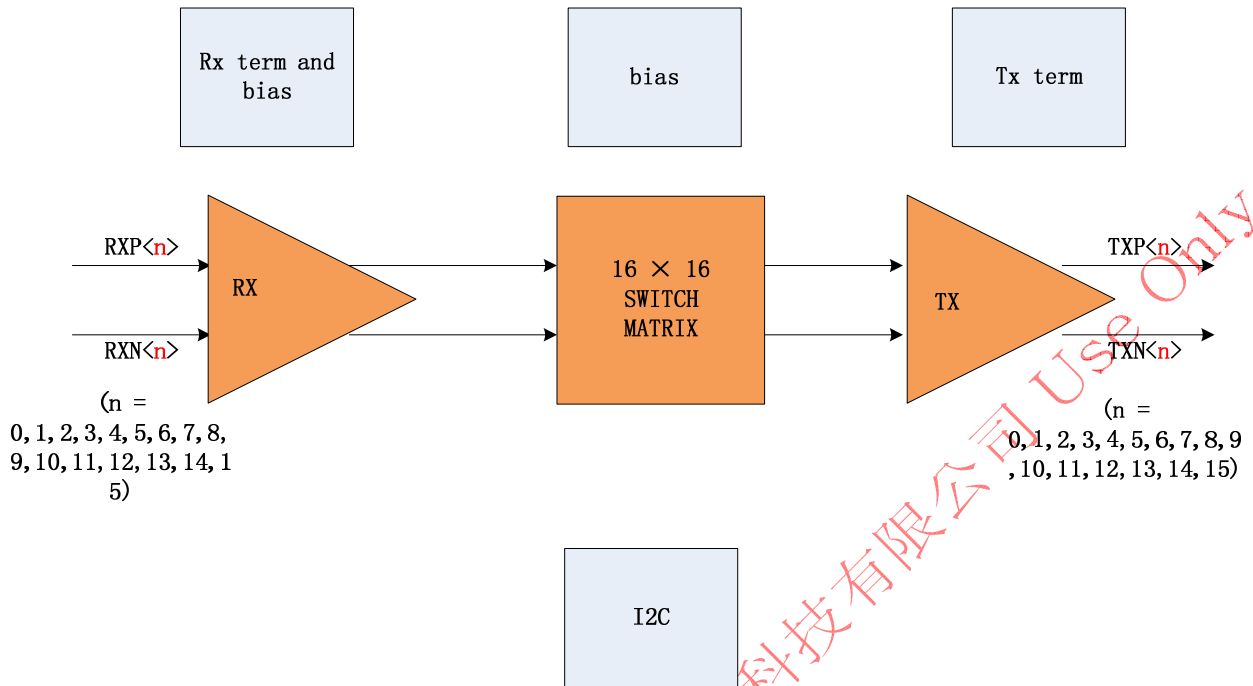 Rx term and
bias
bias
Tx term
RXP<n>
RX
RXN<n>
(n =
0,1,2,3,4,5,6,7,8,
9,10,11,12,13,14,1
5)
16 × 16
SWITCH
MATRIX
TXP<n>
TX
TXN<n>
(n =
0,1,2,3,4,5,6,7,8,9
,10,11,12,13,14,15)
I2C
科技有限公司 Use Only